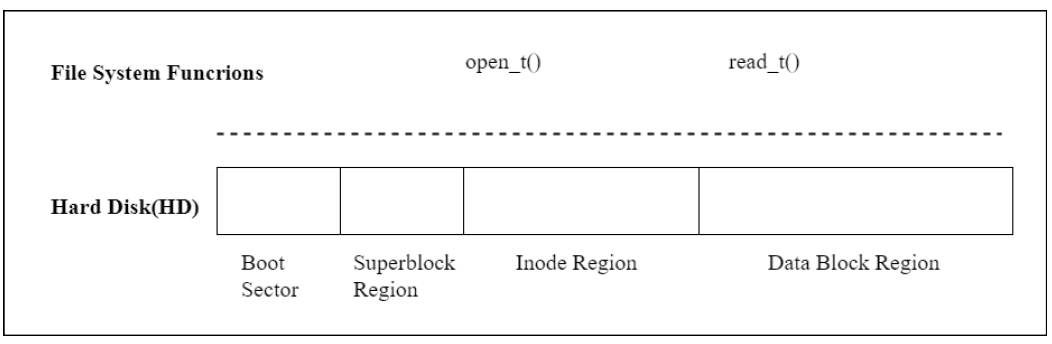 File System Funcrions
open_t()
read_t()
Hard Disk(HD)
Boot
Sector
Superblock
Region
Inode Region
Data Block Region